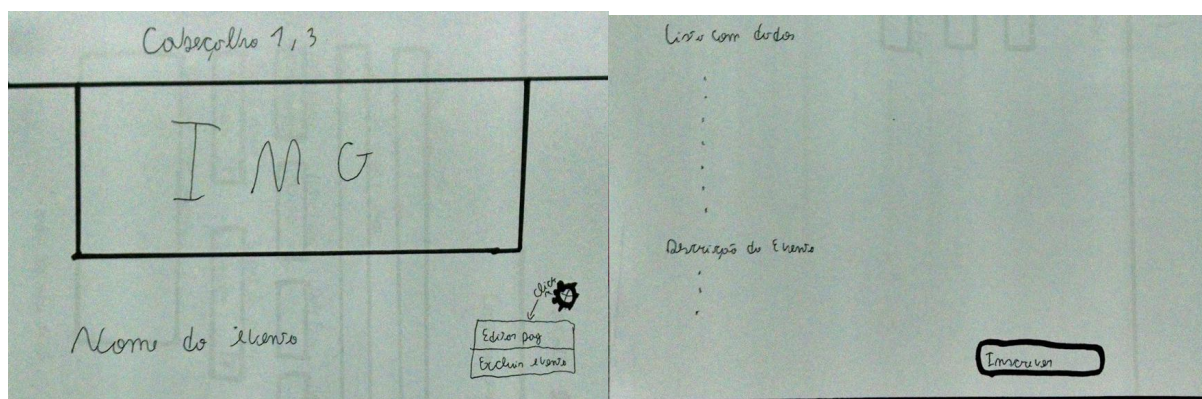 Cabeçalho 1, 3
IMG
Click
Nome do evento
Editar pag
Excluir evento
Lista com dados
Descrição do Evento
Inscrever